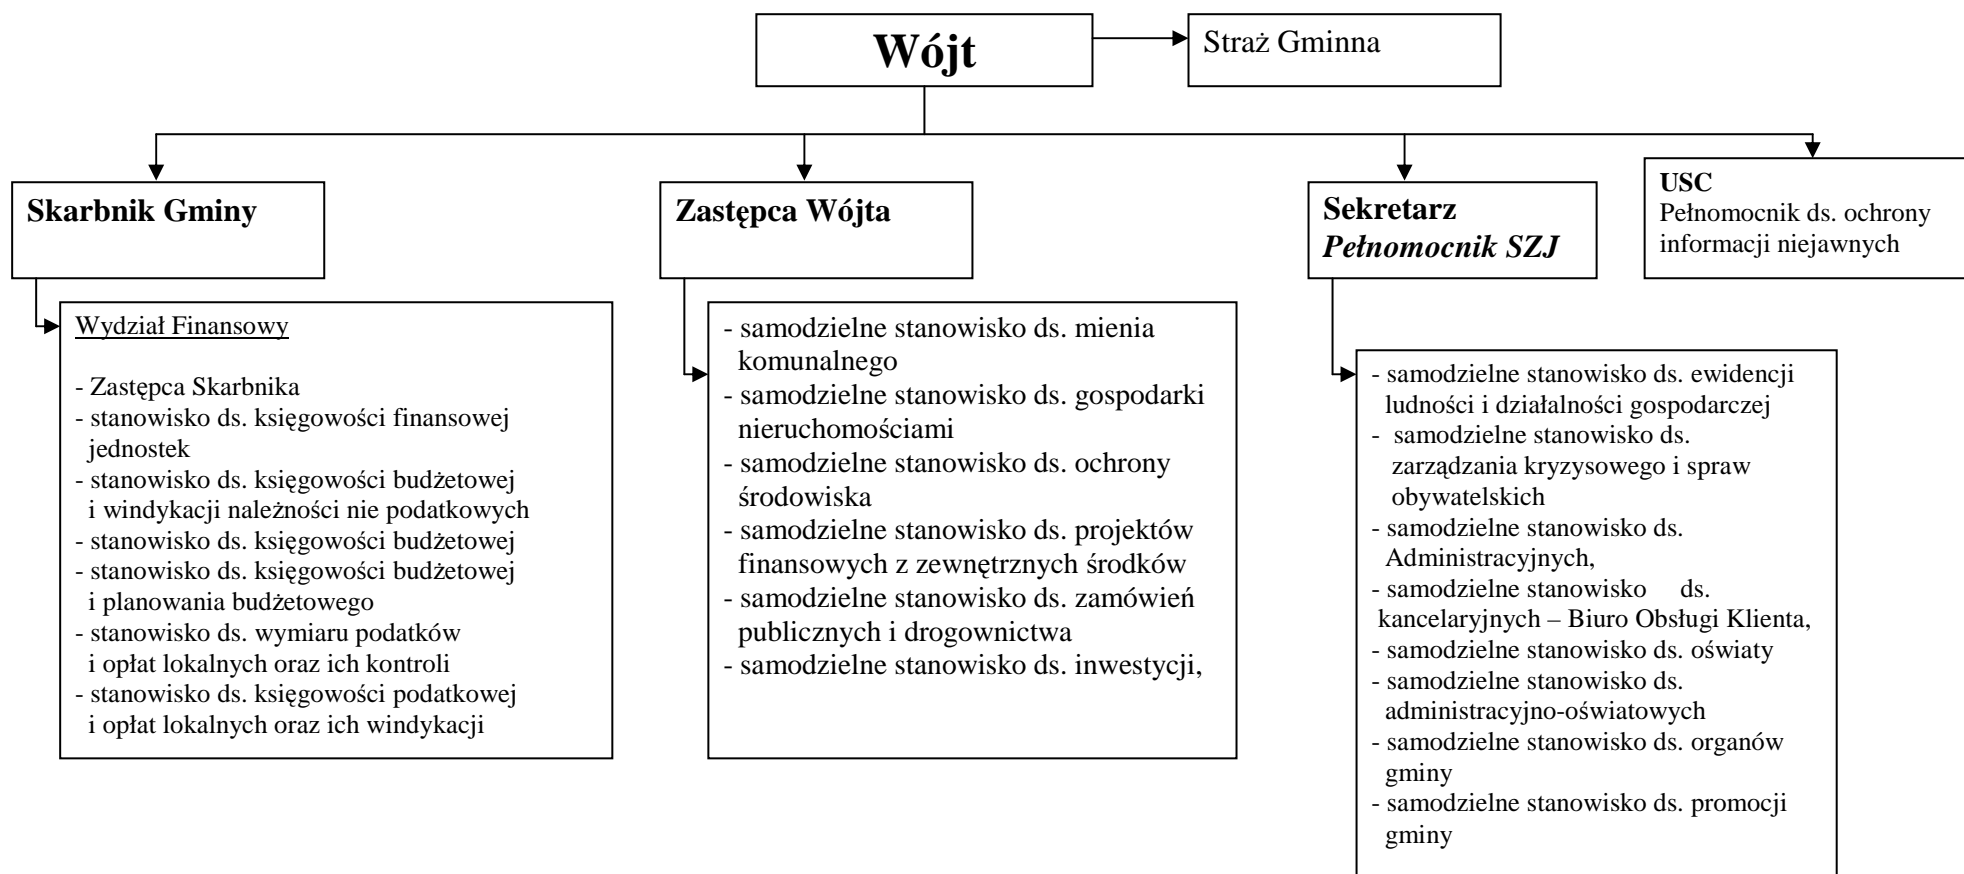 Wójt
Straż Gminna
Skarbnik Gminy
Zastępca Wójta
Sekretarz
Pełnomocnik SZJ
USC
Pełnomocnik ds. ochrony
informacji niejawnych
Wydział Finansowy
- Zastępca Skarbnika
- stanowisko ds. księgowości finansowej
jednostek
- stanowisko ds. księgowości budżetowej
i windykacji należności nie podatkowych
- stanowisko ds. księgowości budżetowej
- stanowisko ds. księgowości budżetowej
i planowania budżetowego
- stanowisko ds. wymiaru podatków
i opłat lokalnych oraz ich kontroli
- stanowisko ds. księgowości podatkowej
i opłat lokalnych oraz ich windykacji
- samodzielne stanowisko ds. mienia
komunalnego
- samodzielne stanowisko ds. gospodarki
nieruchomościami
- samodzielne stanowisko ds. ochrony
środowiska
- samodzielne stanowisko ds. projektów
finansowych z zewnętrznych środków
- samodzielne stanowisko ds. zamówień
publicznych i drogownictwa
- samodzielne stanowisko ds. inwestycji,
- samodzielne stanowisko ds. ewidencji
ludności i działalności gospodarczej
- samodzielne stanowisko ds.
zarządzania kryzysowego i spraw
obywatelskich
- samodzielne stanowisko ds.
Administracyjnych,
- samodzielne stanowisko ds.
kancelaryjnych – Biuro Obsługi Klienta,
- samodzielne stanowisko ds. oświaty
- samodzielne stanowisko ds.
administracyjno-oświatowych
- samodzielne stanowisko ds. organów
gminy
- samodzielne stanowisko ds. promocji
gminy